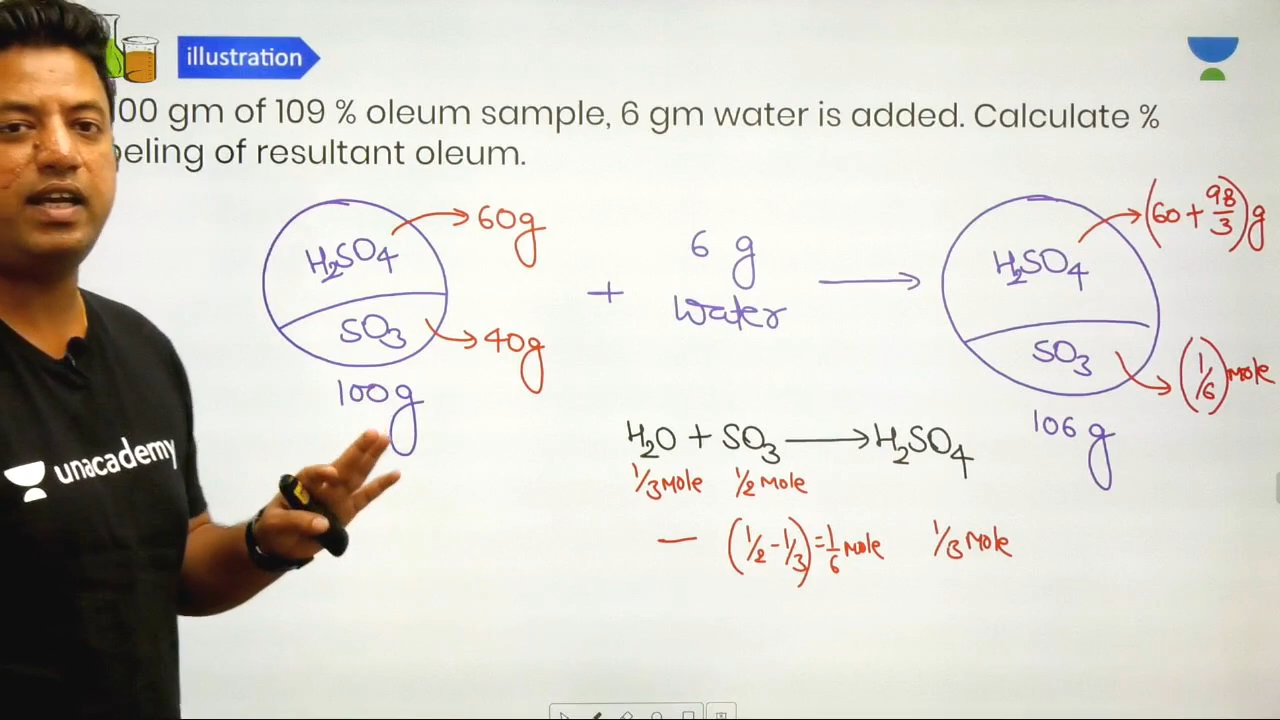 illustration
100 gm of 109 % oleum sample, 6 gm water is added. Calculate %
beling of resultant oleum.
H₂SO₄ → 60g
SO₃ → 40g
100g
+
6 g
Water
→
H₂SO₄ → (60 + 98/3) g
SO₃ → (1/6) mole
106 g
H₂O + SO₃ → H₂SO₄
1/3 Mole 1/2 Mole
— (1/2 - 1/3) = 1/6 Mole 1/3 Mole
unacademy